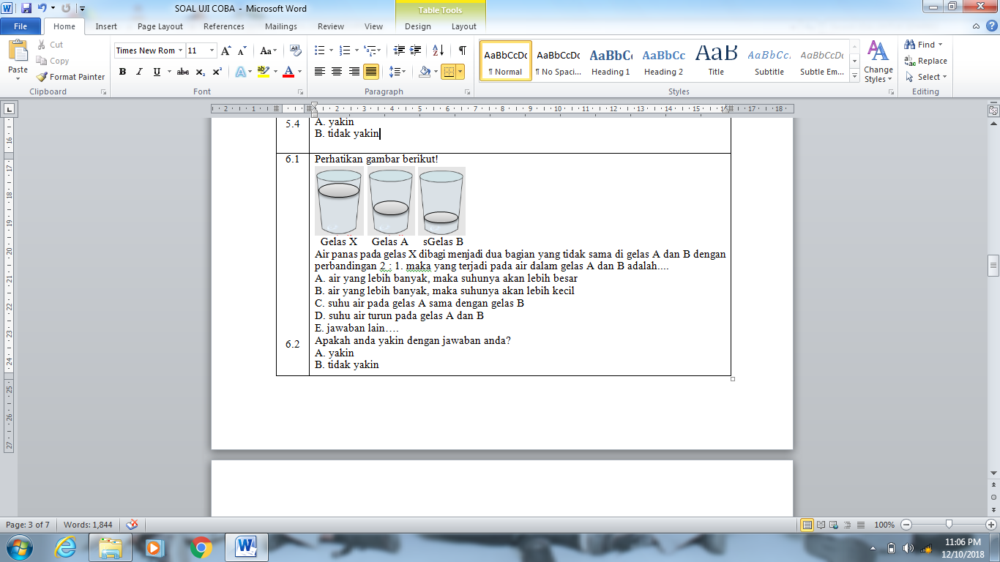 SOAL UJI COBA - Microsoft Word
Table Tools
File Home Insert Page Layout References Mailings Review View Design Layout
Paste
Cut
Copy
Format Painter
Clipboard
Times New Rom 11
Font
Paragraph
AaBbCcDc AaBbCcDc AaBbC AaBbCc AaB AaBbCc. AaBbCcDc
¶ Normal ¶ No Spaci... Heading 1 Heading 2 Title Subtitle Subtle Em...
Change Styles
Styles
Find
Replace
Select
Editing
5.4 A. yakin
B. tidak yakin
6.1 Perhatikan gambar berikut!
Gelas X Gelas A sGelas B
Air panas pada gelas X dibagi menjadi dua bagian yang tidak sama di gelas A dan B dengan
perbandingan 2 : 1. maka yang terjadi pada air dalam gelas A dan B adalah....
A. air yang lebih banyak, maka suhunya akan lebih besar
B. air yang lebih banyak, maka suhunya akan lebih kecil
C. suhu air pada gelas A sama dengan gelas B
D. suhu air turun pada gelas A dan B
E. jawaban lain….
6.2 Apakah anda yakin dengan jawaban anda?
A. yakin
B. tidak yakin
Page: 3 of 7 Words: 1,844 100%
11:06 PM
12/10/2018